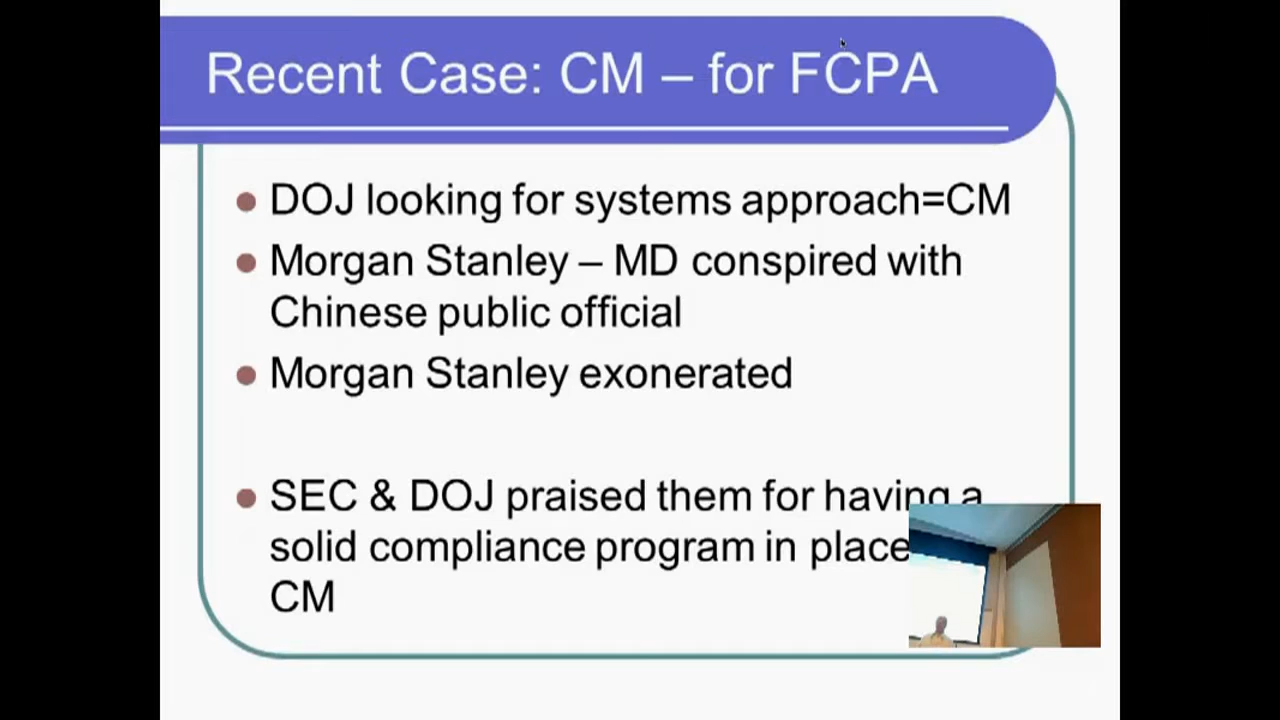 Recent Case: CM – for FCPA
DOJ looking for systems approach=CM
Morgan Stanley – MD conspired with
Chinese public official
Morgan Stanley exonerated
SEC & DOJ praised them for having a
solid compliance program in place
CM